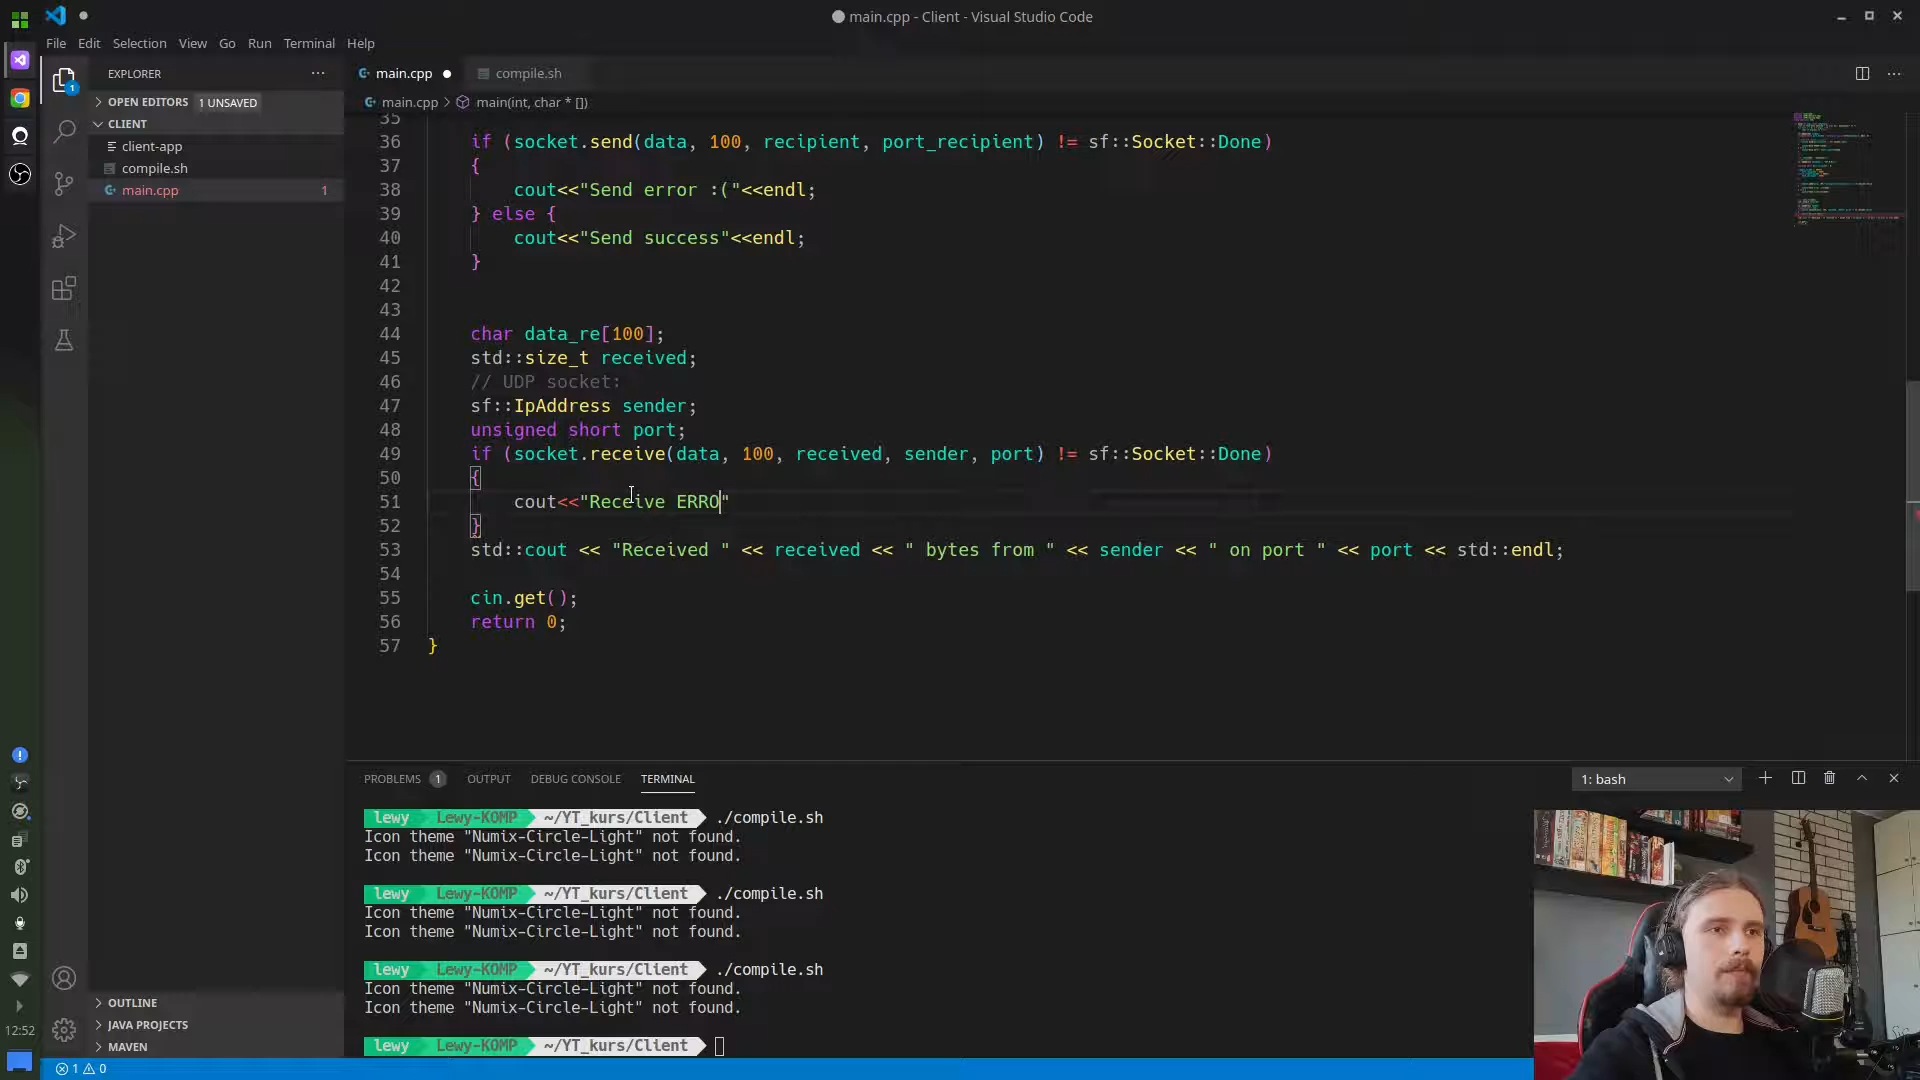 main.cpp - Client - Visual Studio Code
File Edit Selection View Go Run Terminal Help
EXPLORER
main.cpp
compile.sh
OPEN EDITORS 1 UNSAVED
main.cpp > main(int, char * [])
CLIENT
client-app
compile.sh
main.cpp 1
1
35
36 if (socket.send(data, 100, recipient, port_recipient) != sf::Socket::Done)
37 {
38 cout<<"Send error :("<<endl;
39 } else {
40 cout<<"Send success"<<endl;
41 }
42
43
44 char data_re[100];
45 std::size_t received;
46 // UDP socket:
47 sf::IpAddress sender;
48 unsigned short port;
49 if (socket.receive(data, 100, received, sender, port) != sf::Socket::Done)
50 {
51 cout<<"Receive ERRO"
52 }
53 std::cout << "Received " << received << " bytes from " << sender << " on port " << port << std::endl;
54
55 cin.get();
56 return 0;
57 }
PROBLEMS 1 OUTPUT DEBUG CONSOLE TERMINAL
1: bash
lewy Lewy-KOMP ~/YT_kurs/Client ./compile.sh
Icon theme "Numix-Circle-Light" not found.
Icon theme "Numix-Circle-Light" not found.
lewy Lewy-KOMP ~/YT_kurs/Client ./compile.sh
Icon theme "Numix-Circle-Light" not found.
Icon theme "Numix-Circle-Light" not found.
lewy Lewy-KOMP ~/YT_kurs/Client ./compile.sh
Icon theme "Numix-Circle-Light" not found.
Icon theme "Numix-Circle-Light" not found.
lewy Lewy-KOMP ~/YT_kurs/Client
OUTLINE
JAVA PROJECTS
MAVEN
12:52
1 0